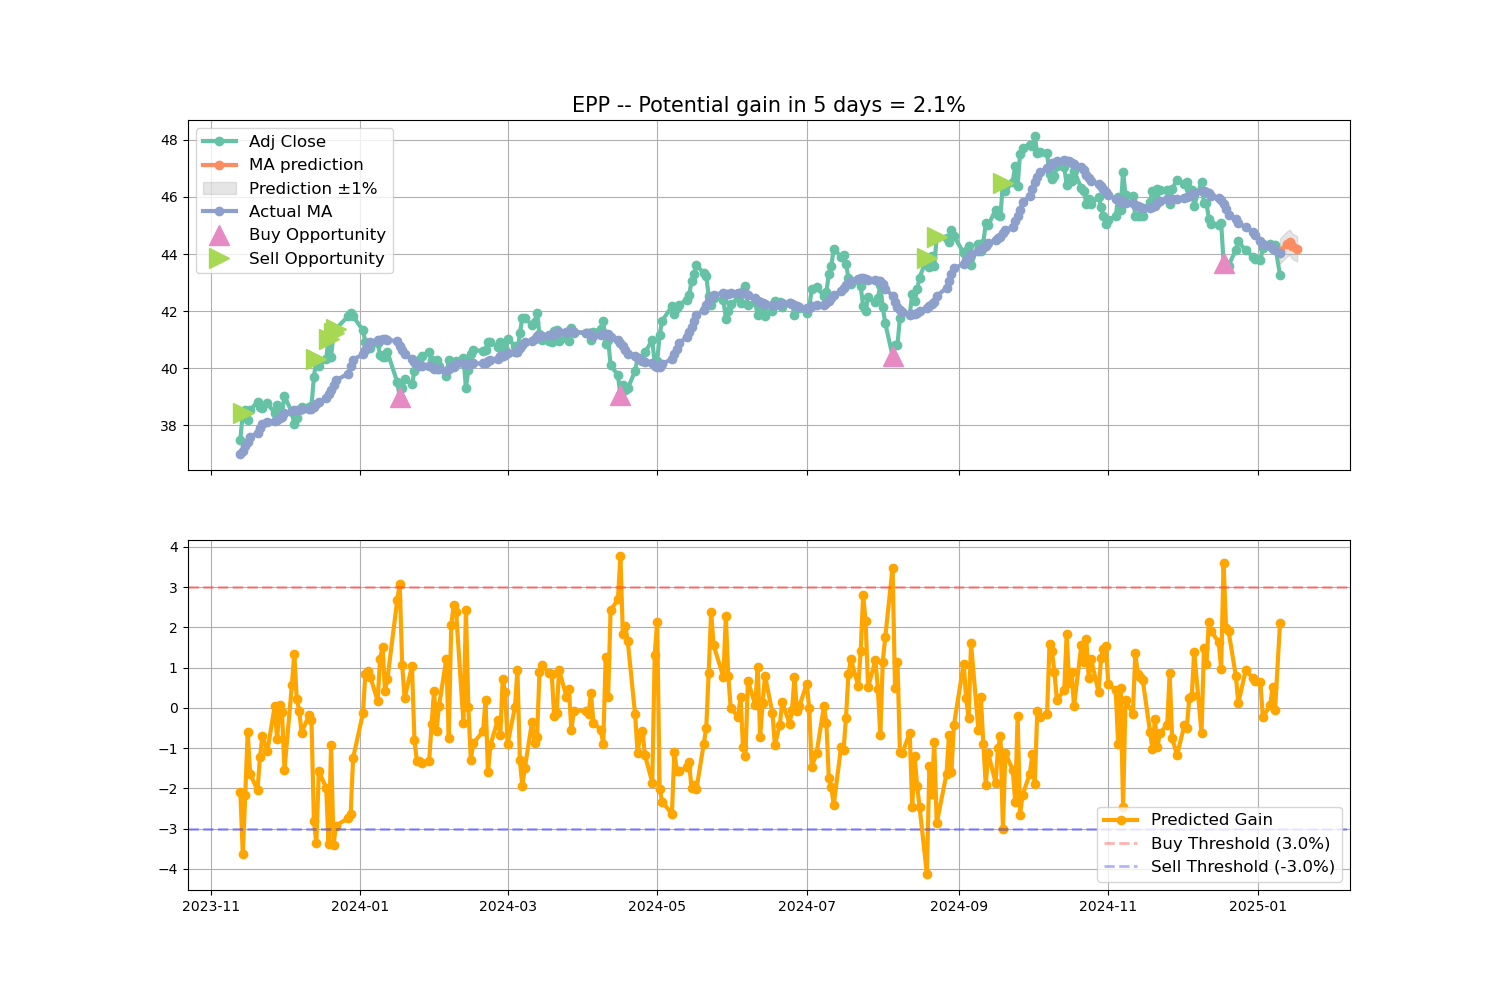 EPP -- Potential gain in 5 days = 2.1%
48
46
44
42
40
38
Adj Close
MA prediction
Prediction ±1%
Actual MA
Buy Opportunity
Sell Opportunity
4
3
2
1
0
−1
−2
−3
−4
Predicted Gain
Buy Threshold (3.0%)
Sell Threshold (-3.0%)
2023-11
2024-01
2024-03
2024-05
2024-07
2024-09
2024-11
2025-01